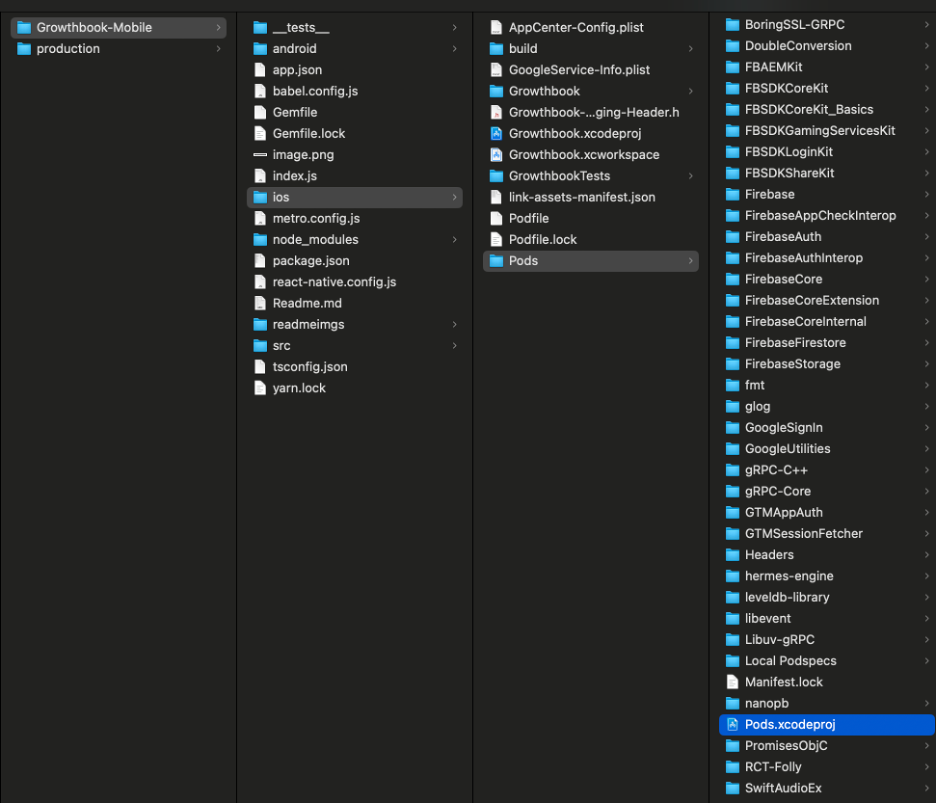 Growthbook-Mobile
production
__tests__
android
app.json
babel.config.js
Gemfile
Gemfile.lock
image.png
index.js
ios
metro.config.js
node_modules
package.json
react-native.config.js
Readme.md
readmeimgs
src
tsconfig.json
yarn.lock
AppCenter-Config.plist
build
GoogleService-Info.plist
Growthbook
Growthbook-...ging-Header.h
Growthbook.xcodeproj
Growthbook.xcworkspace
GrowthbookTests
link-assets-manifest.json
Podfile
Podfile.lock
Pods
BoringSSL-GRPC
DoubleConversion
FBAEMKit
FBSDKCoreKit
FBSDKCoreKit_Basics
FBSDKGamingServicesKit
FBSDKLoginKit
FBSDKShareKit
Firebase
FirebaseAppCheckInterop
FirebaseAuth
FirebaseAuthInterop
FirebaseCore
FirebaseCoreExtension
FirebaseCoreInternal
FirebaseFirestore
FirebaseStorage
fmt
glog
GoogleSignIn
GoogleUtilities
gRPC-C++
gRPC-Core
GTMAppAuth
GTMSessionFetcher
Headers
hermes-engine
leveldb-library
libevent
Libuv-gRPC
Local Podspecs
Manifest.lock
nanopb
Pods.xcodeproj
PromisesObjC
RCT-Folly
SwiftAudioEx